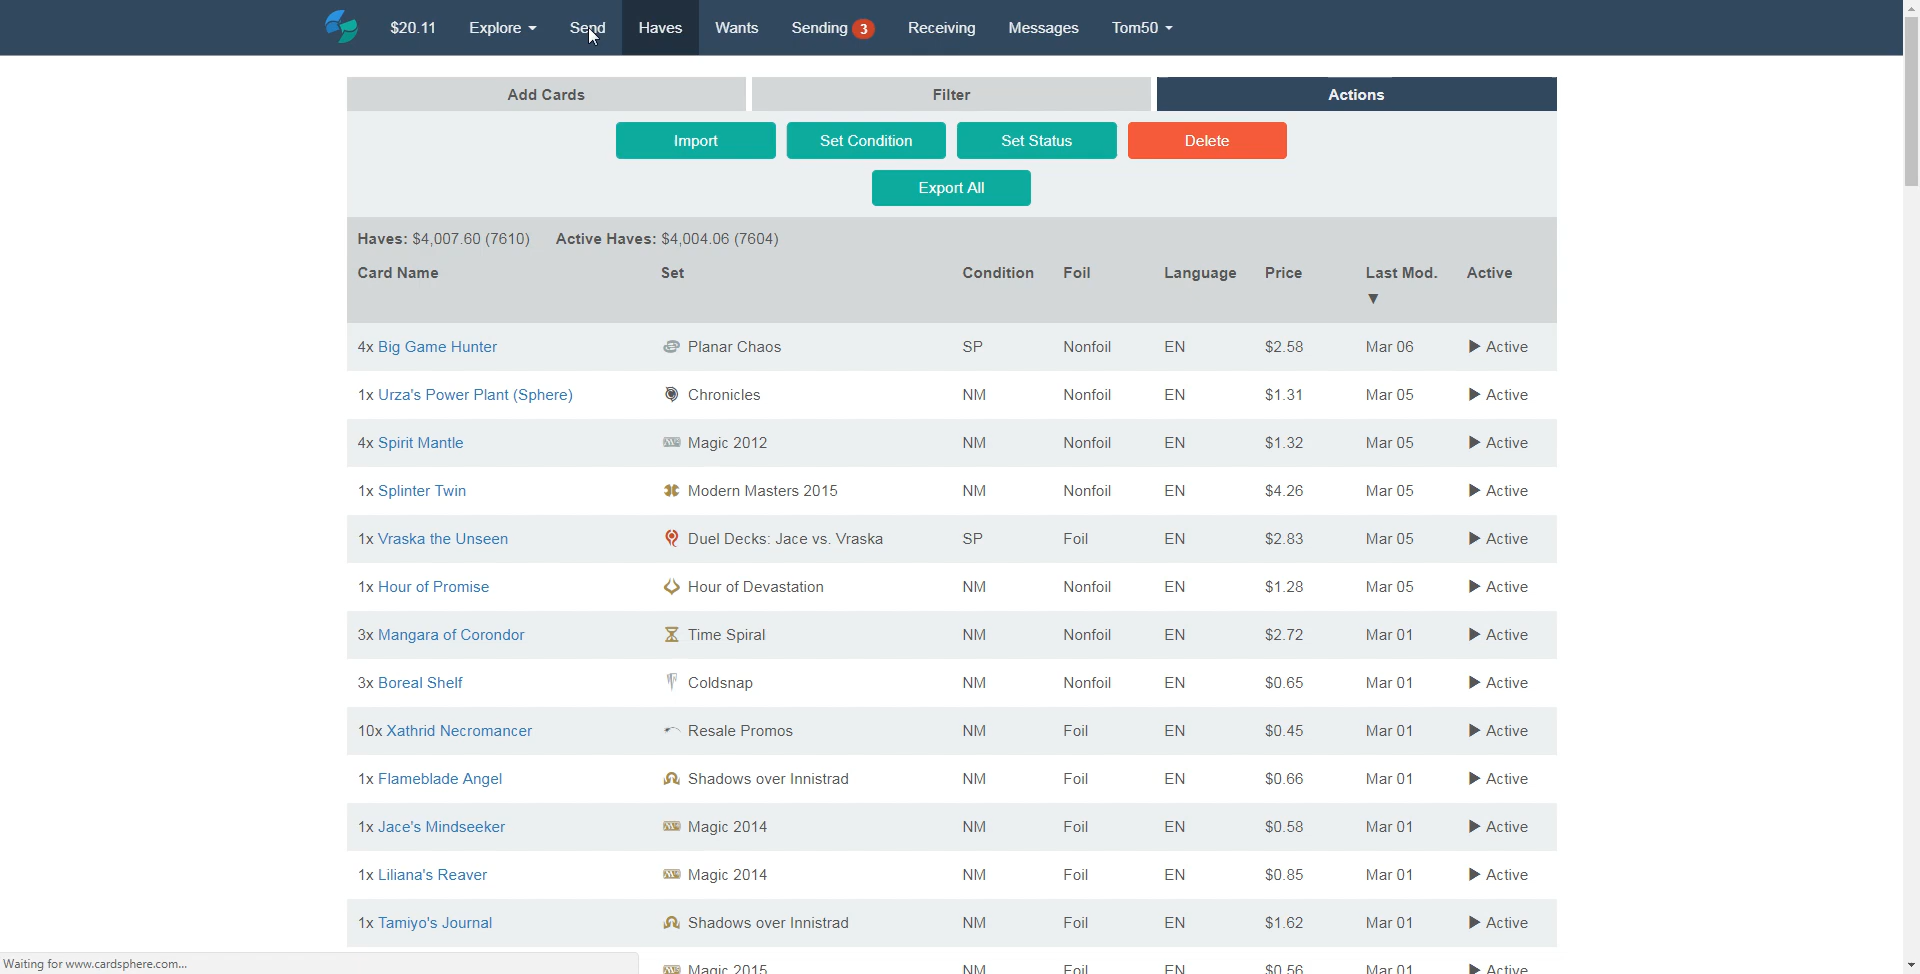 $20.11 Explore Send Haves Wants Sending 3 Receiving Messages Tom50
Add Cards Filter Actions
Import Set Condition Set Status Delete
Export All
Haves: $4,007.60 (7610) Active Haves: $4,004.06 (7604)
Card Name Set Condition Foil Language Price Last Mod. ▼ Active
4x Big Game Hunter Planar Chaos SP Nonfoil EN $2.58 Mar 06 Active
1x Urza's Power Plant (Sphere) Chronicles NM Nonfoil EN $1.31 Mar 05 Active
4x Spirit Mantle Magic 2012 NM Nonfoil EN $1.32 Mar 05 Active
1x Splinter Twin Modern Masters 2015 NM Nonfoil EN $4.26 Mar 05 Active
1x Vraska the Unseen Duel Decks: Jace vs. Vraska SP Foil EN $2.83 Mar 05 Active
1x Hour of Promise Hour of Devastation NM Nonfoil EN $1.28 Mar 05 Active
3x Mangara of Corondor Time Spiral NM Nonfoil EN $2.72 Mar 01 Active
3x Boreal Shelf Coldsnap NM Nonfoil EN $0.65 Mar 01 Active
10x Xathrid Necromancer Resale Promos NM Foil EN $0.45 Mar 01 Active
1x Flameblade Angel Shadows over Innistrad NM Foil EN $0.66 Mar 01 Active
1x Jace's Mindseeker Magic 2014 NM Foil EN $0.58 Mar 01 Active
1x Liliana's Reaver Magic 2014 NM Foil EN $0.85 Mar 01 Active
1x Tamiyo's Journal Shadows over Innistrad NM Foil EN $1.62 Mar 01 Active
Magic 2015 NM Foil EN $0.56 Mar 01 Active
Waiting for www.cardsphere.com...